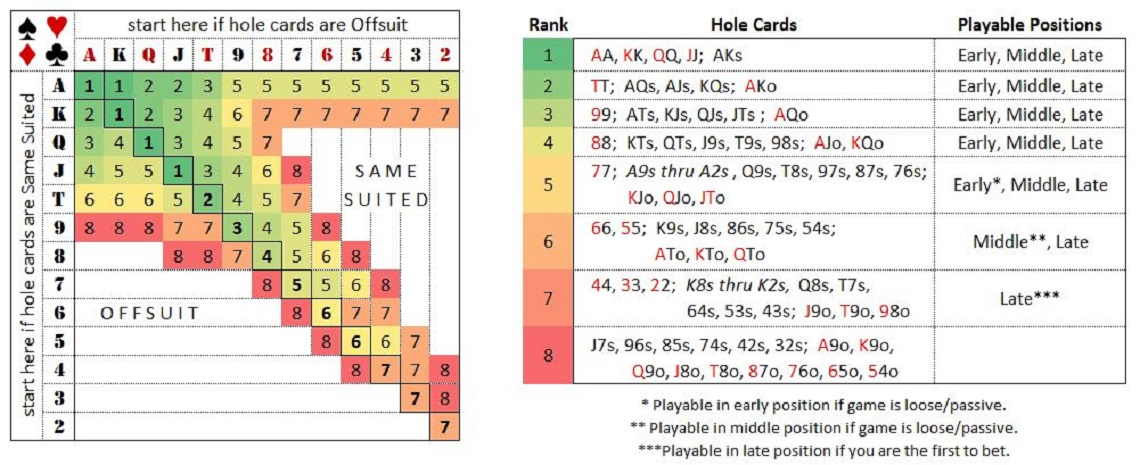 start here if hole cards are Offsuit
A K Q J T 9 8 7 6 5 4 3 2
start here if hole cards are Same Suited
A 1 1 2 2 3 5 5 5 5 5 5 5 5
K 2 1 2 3 4 6 7 7 7 7 7 7 7
Q 3 4 1 3 4 5 7
J 4 5 5 1 3 4 6 8
T 6 6 6 5 2 4 5 7
9 8 8 8 7 7 3 4 5 8
8 8 8 7 4 5 6 8
7 8 5 5 6 8
6 8 6 7 7
5 8 6 6 7
4 8 7 7 8
3 7 8
2 7
SAME
SUITED
OFFSUIT
Rank Hole Cards Playable Positions
1 AA, KK, QQ, JJ; AKs Early, Middle, Late
2 TT; AQs, AJs, KQs; AKo Early, Middle, Late
3 99; ATs, KJs, QJs, JTs ; AQo Early, Middle, Late
4 88; KTs, QTs, J9s, T9s, 98s; AJo, KQo Early, Middle, Late
5 77; A9s thru A2s , Q9s, T8s, 97s, 87s, 76s;
KJo, QJo, JTo Early*, Middle, Late
6 66, 55; K9s, J8s, 86s, 75s, 54s;
ATo, KTo, QTo Middle**, Late
7 44, 33, 22; K8s thru K2s, Q8s, T7s,
64s, 53s, 43s; J9o, T9o, 98o Late***
8 J7s, 96s, 85s, 74s, 42s, 32s; A9o, K9o,
Q9o, J8o, T8o, 87o, 76o, 65o, 54o
* Playable in early position if game is loose/passive.
** Playable in middle position if game is loose/passive.
***Playable in late position if you are the first to bet.